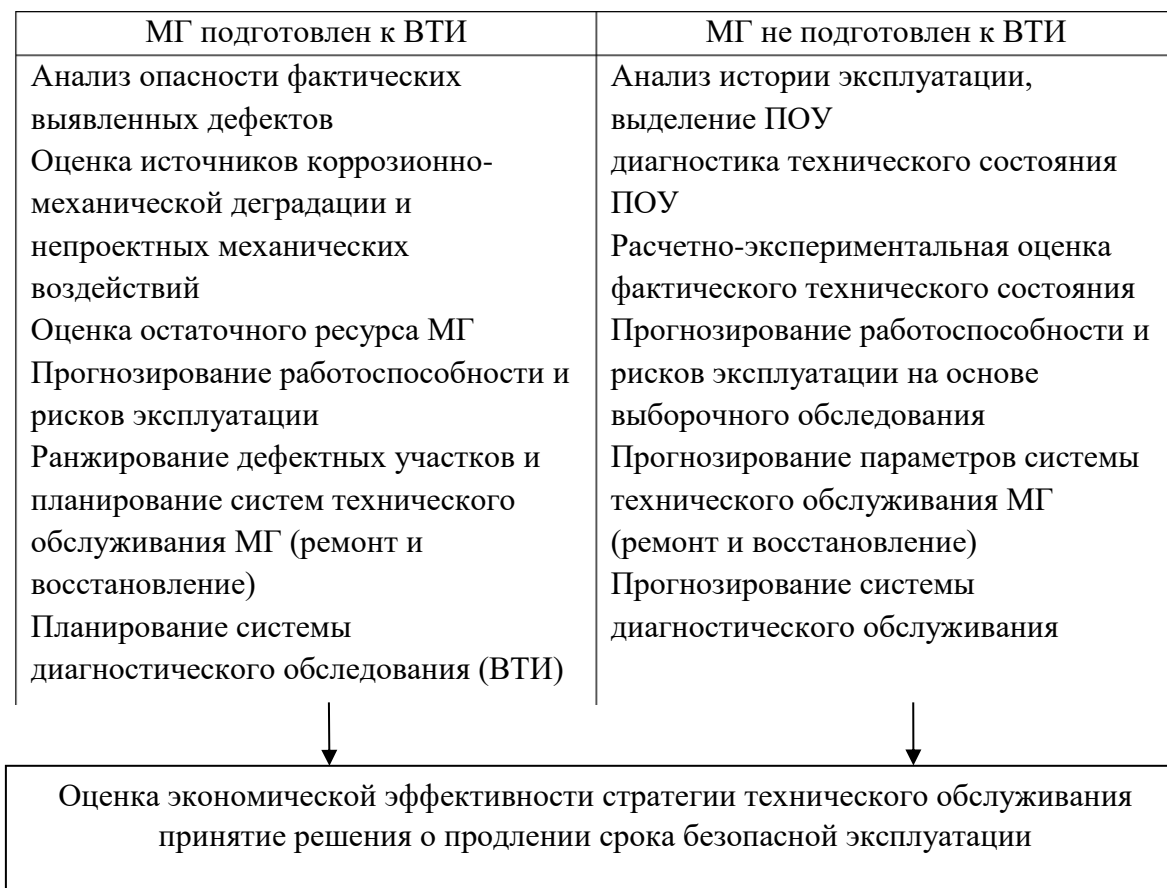 МГ подготовлен к ВТИ
Анализ опасности фактических
выявленных дефектов
Оценка источников коррозионно-
механической деградации и
непроектных механических
воздействий
Оценка остаточного ресурса МГ
Прогнозирование работоспособности и
рисков эксплуатации
Ранжирование дефектных участков и
планирование систем технического
обслуживания МГ (ремонт и
восстановление)
Планирование системы
диагностического обследования (ВТИ)
МГ не подготовлен к ВТИ
Анализ истории эксплуатации,
выделение ПОУ
диагностика технического состояния
ПОУ
Расчетно-экспериментальная оценка
фактического технического состояния
Прогнозирование работоспособности и
рисков эксплуатации на основе
выборочного обследования
Прогнозирование параметров системы
технического обслуживания МГ
(ремонт и восстановление)
Прогнозирование системы
диагностического обслуживания
Оценка экономической эффективности стратегии технического обслуживания
принятие решения о продлении срока безопасной эксплуатации